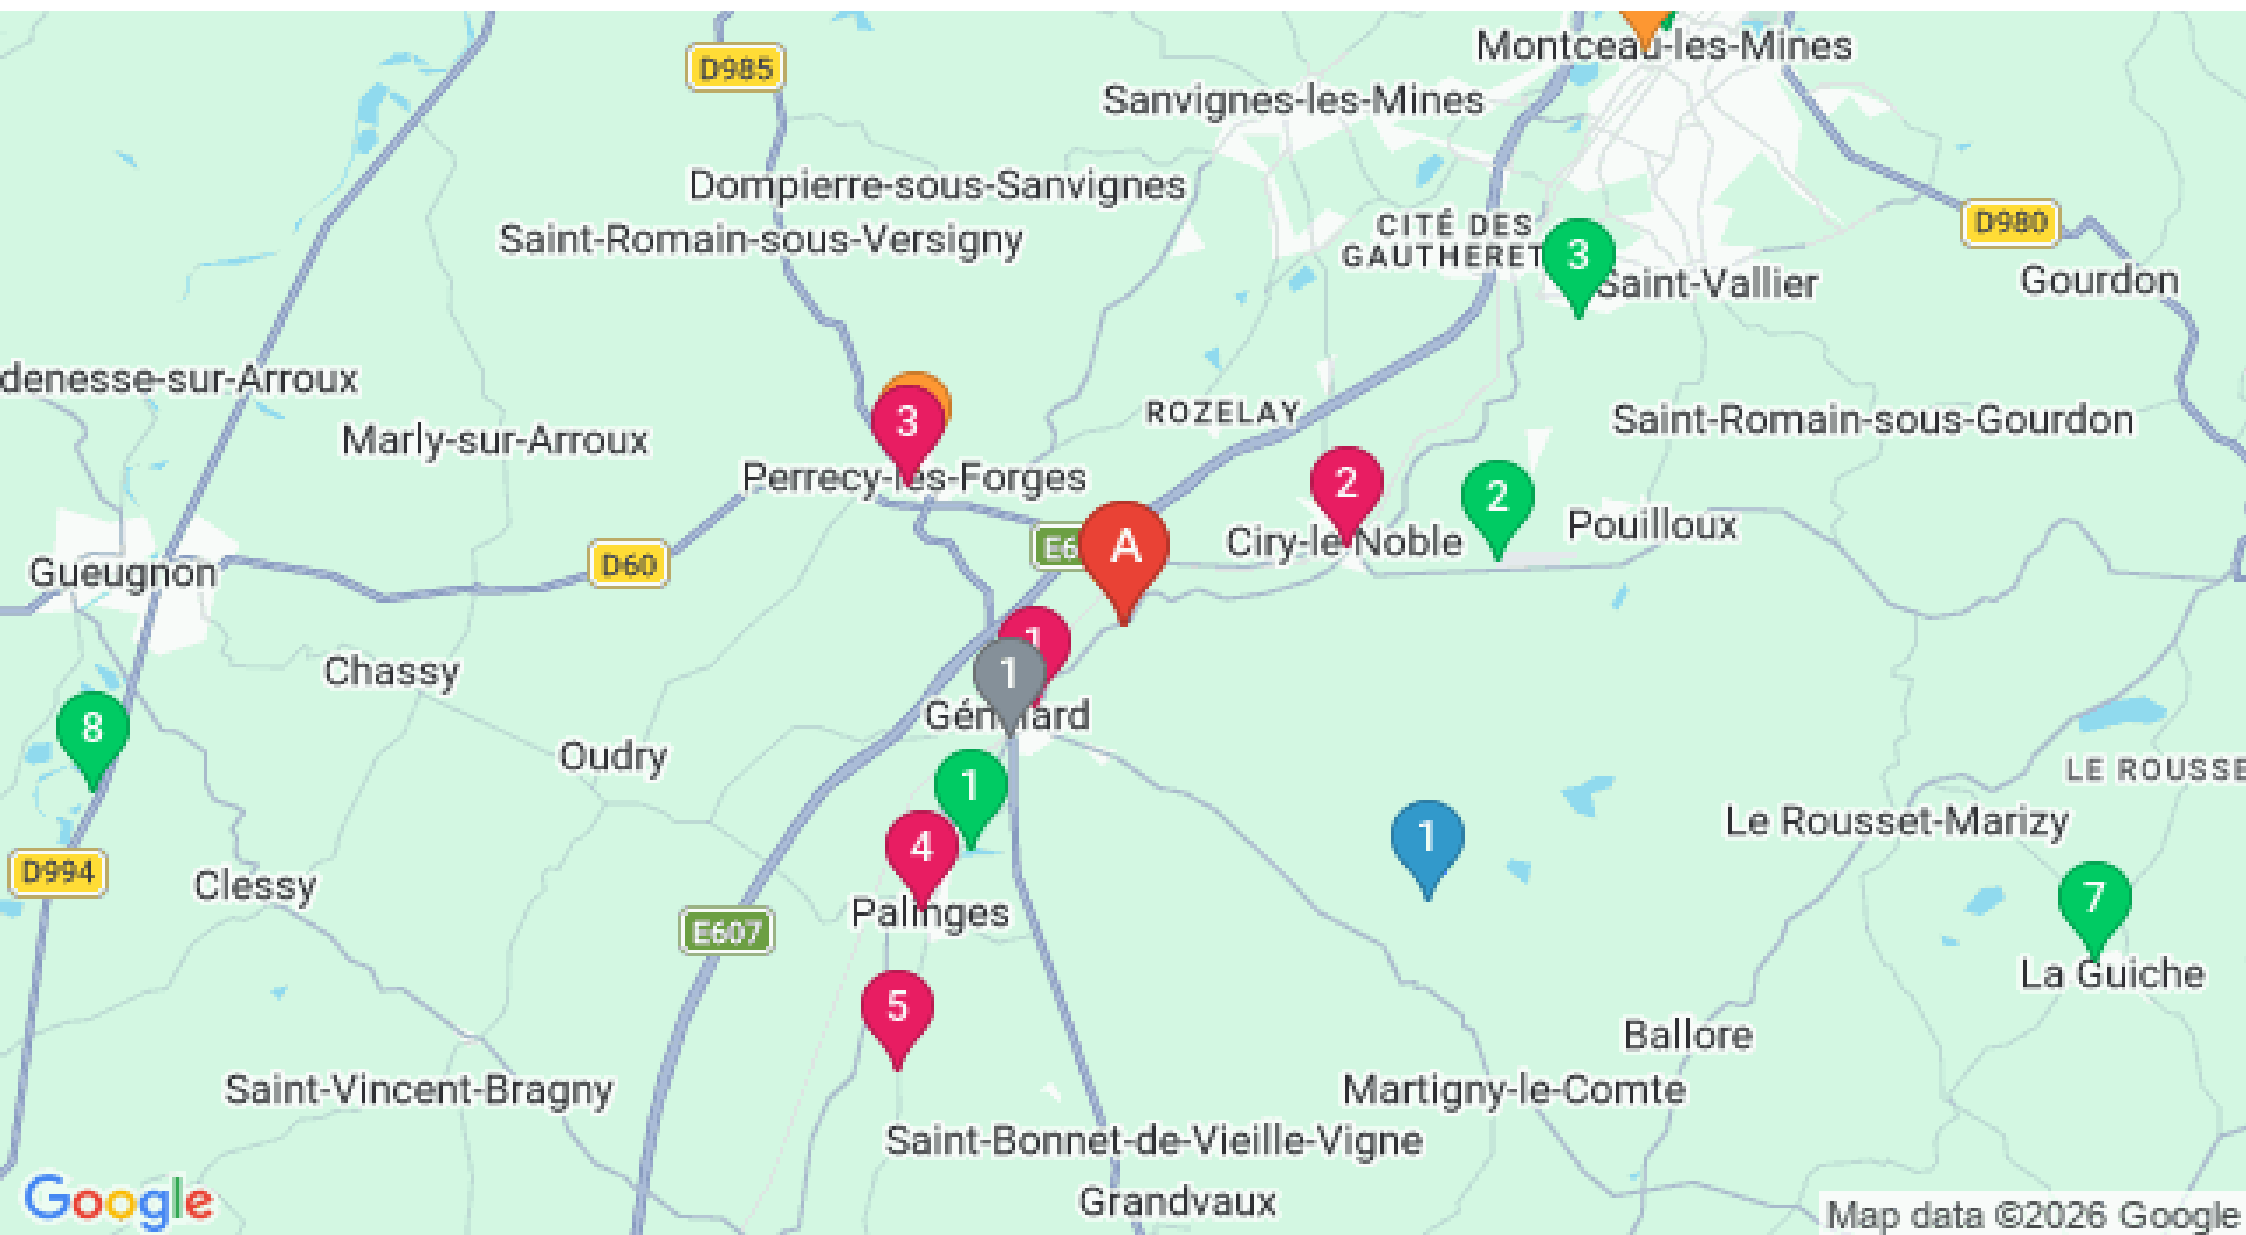 Montceau-les-Mines
D985
Sanvignes-les-Mines
Dompierre-sous-Sanvignes
CITÉ DES
GAUTHERET
D980
Saint-Romain-sous-Versigny
3
Saint-Vallier
Gourdon
denesse-sur-Arroux
ROZELAY
3
Saint-Romain-sous-Gourdon
Marly-sur-Arroux
Perrecy-les-Forges
2
2
Pouilloux
Ciry-le-Noble
E6
A
D60
Gueugnon
1
1
Chassy
Génelard
8
Oudry
1
LE ROUSSE
Le Rousset-Marizy
1
4
D994
Clessy
7
Palinges
E607
La Guiche
5
Ballore
Saint-Vincent-Bragny
Martigny-le-Comte
Saint-Bonnet-de-Vieille-Vigne
Grandvaux
Google
Map data ©2026 Google